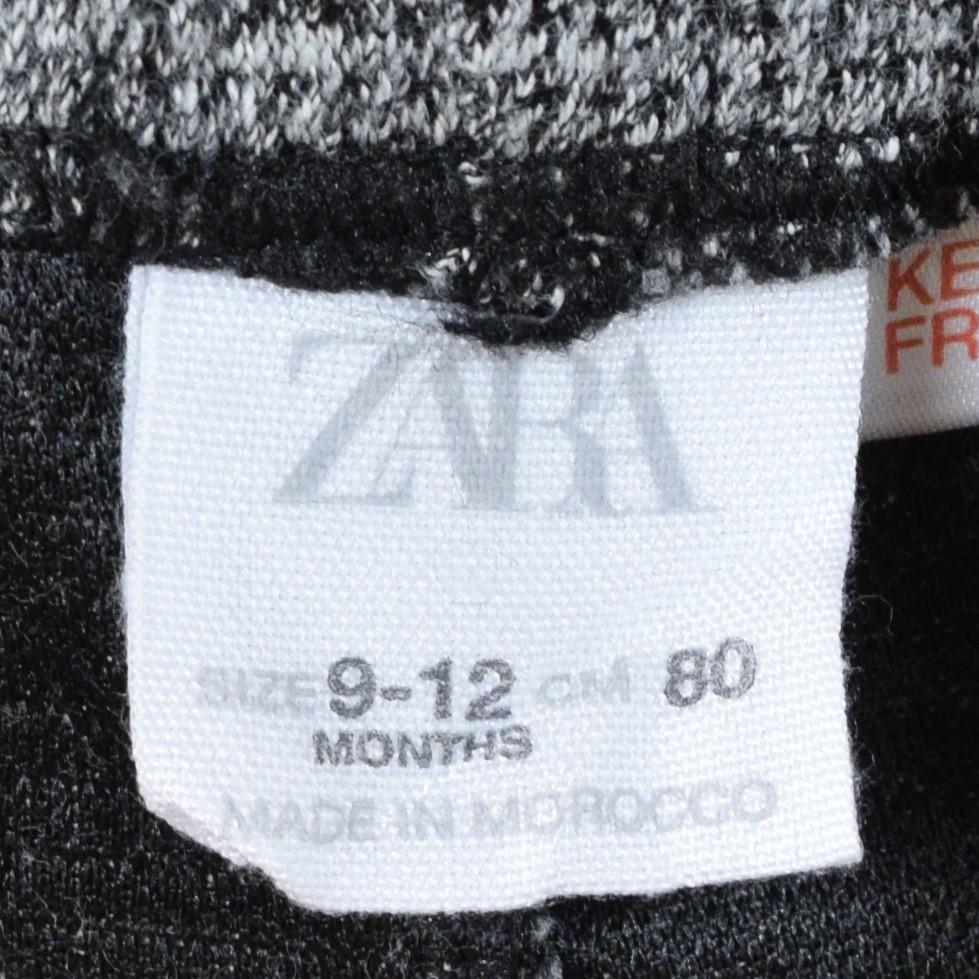 ZARA
SIZE 9-12 CM 80
MONTHS
MADE IN MOROCCO